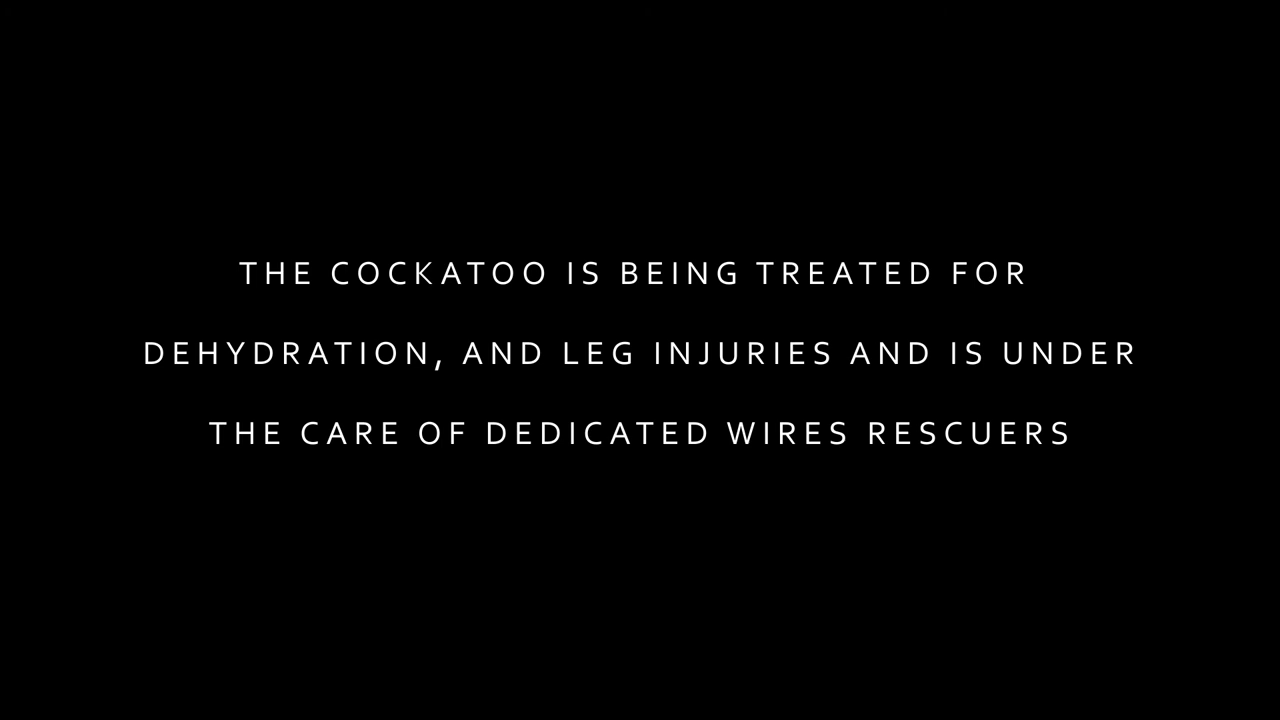 THE COCKATOO IS BEING TREATED FOR
DEHYDRATION, AND LEG INJURIES AND IS UNDER
THE CARE OF DEDICATED WIRES RESCUERS